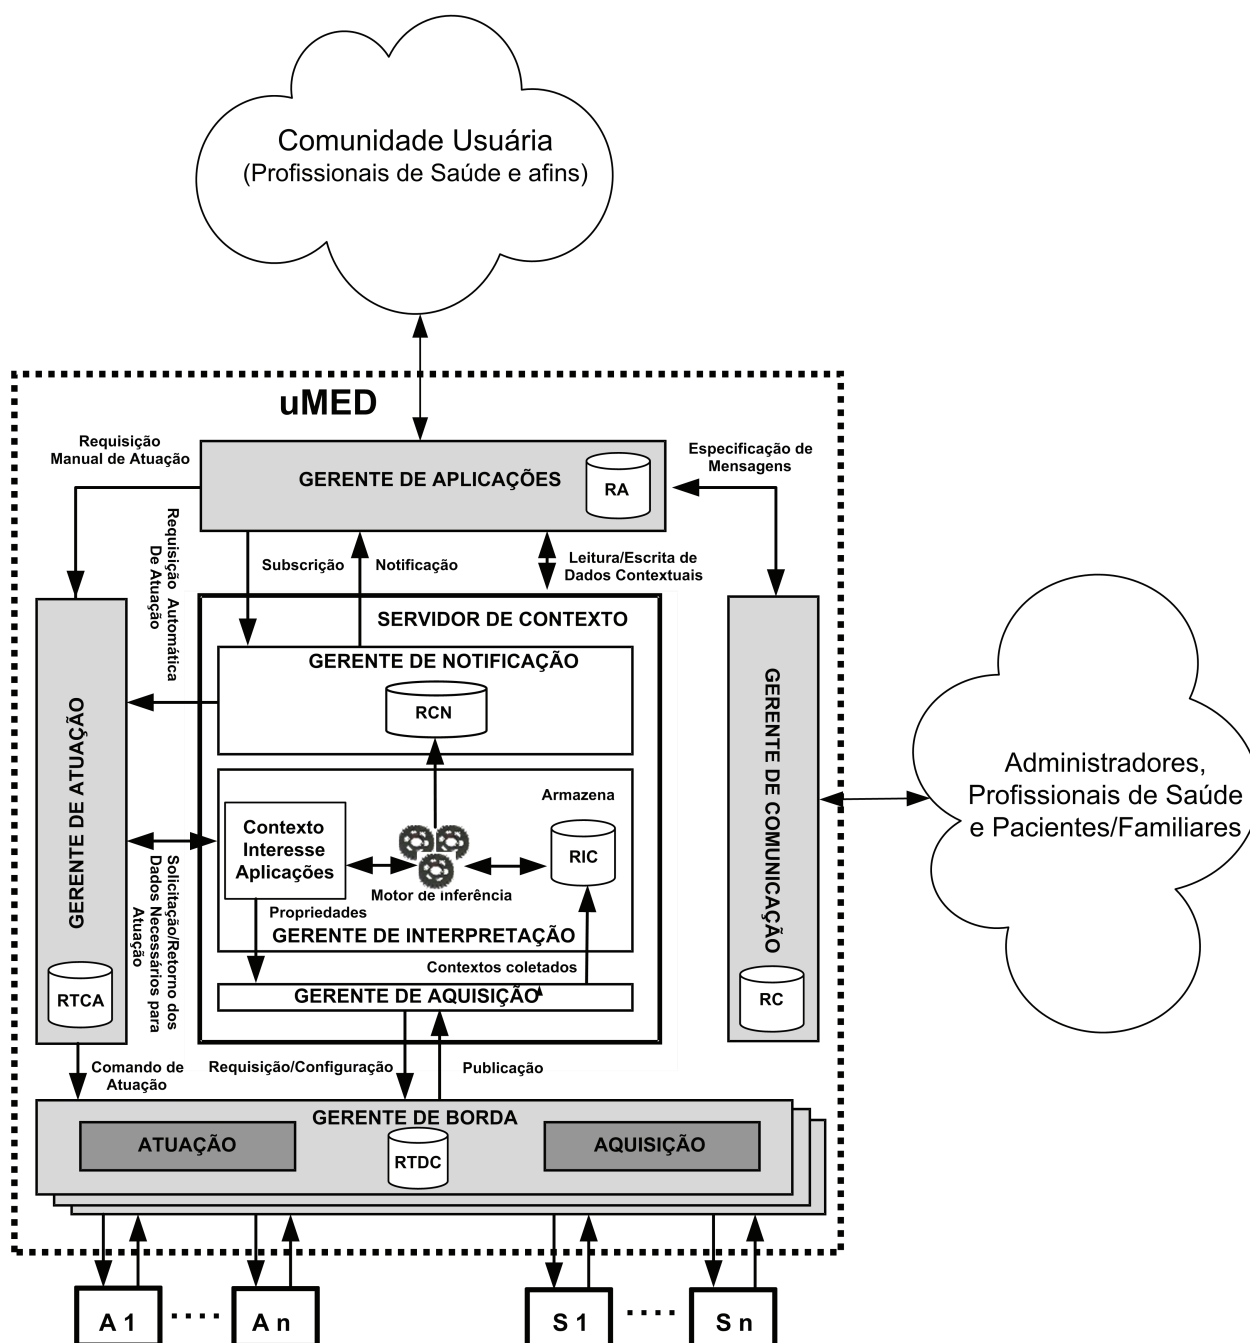 Comunidade Usuária
(Profissionais de Saúde e afins)
uMED
Requisição
Manual de Atuação
Especificação de
Mensagens
GERENTE DE APLICAÇÕES
RA
Requisição Automática
De Atuação
Subscrição
Notificação
Leitura/Escrita de
Dados Contextuais
SERVIDOR DE CONTEXTO
GERENTE DE NOTIFICAÇÃO
RCN
GERENTE DE ATUAÇÃO
RTCA
Solicitação/Retorno dos
Dados Necessários para
Atuação
Contexto
Interesse
Aplicações
Armazena
RIC
Motor de inferência
Propriedades
GERENTE DE INTERPRETAÇÃO
Contextos coletados
GERENTE DE AQUISIÇÃO
GERENTE DE COMUNICAÇÃO
RC
Administradores,
Profissionais de Saúde
e Pacientes/Familiares
Comando de
Atuação
Requisição/Configuração
Publicação
GERENTE DE BORDA
ATUAÇÃO
RTDC
AQUISIÇÃO
A 1
.....
A n
S 1
....
S n